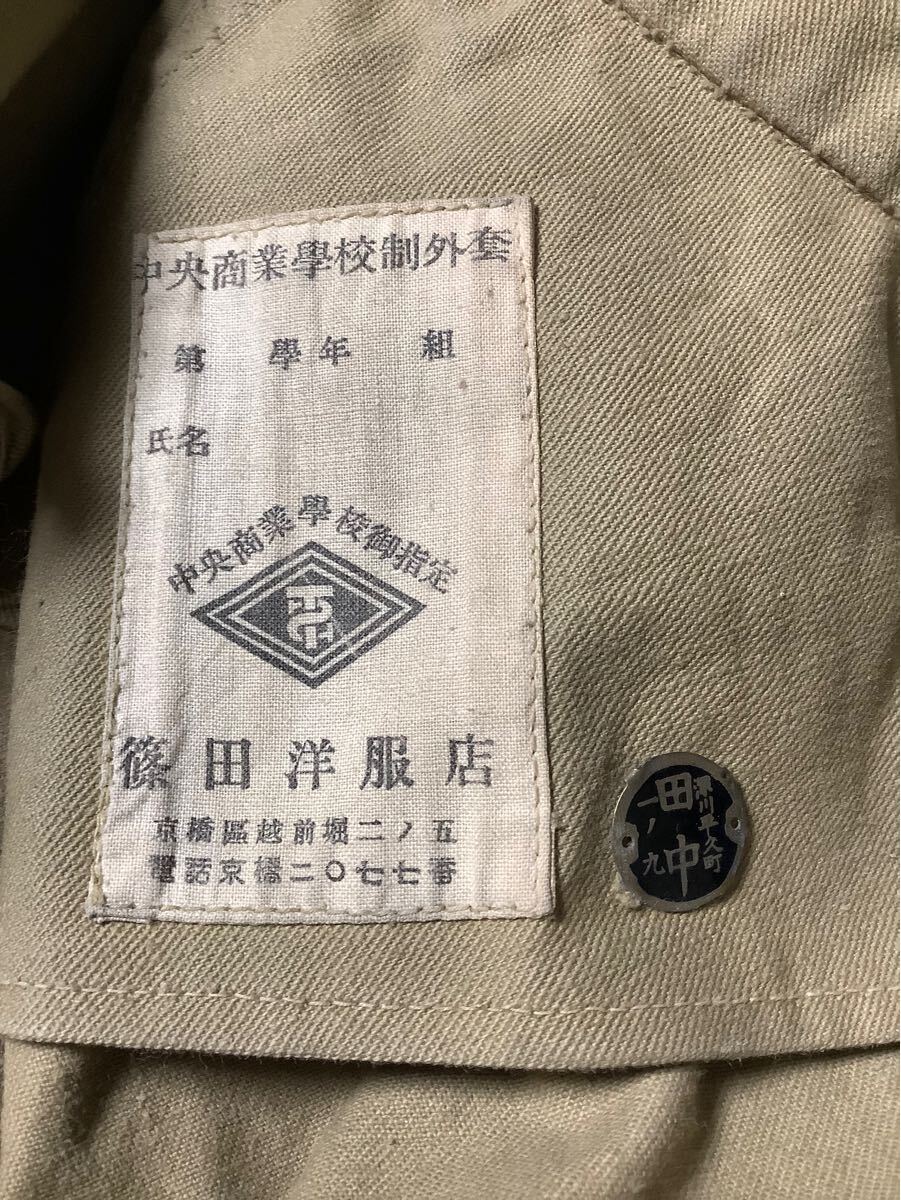 中央商業學校制外套
第 學年 組
氏名
中央商業學校御指定
篠田洋服店
京橋區越前堀二ノ五
電話京橋二〇七七番
深川平久町
田中
一ノ九